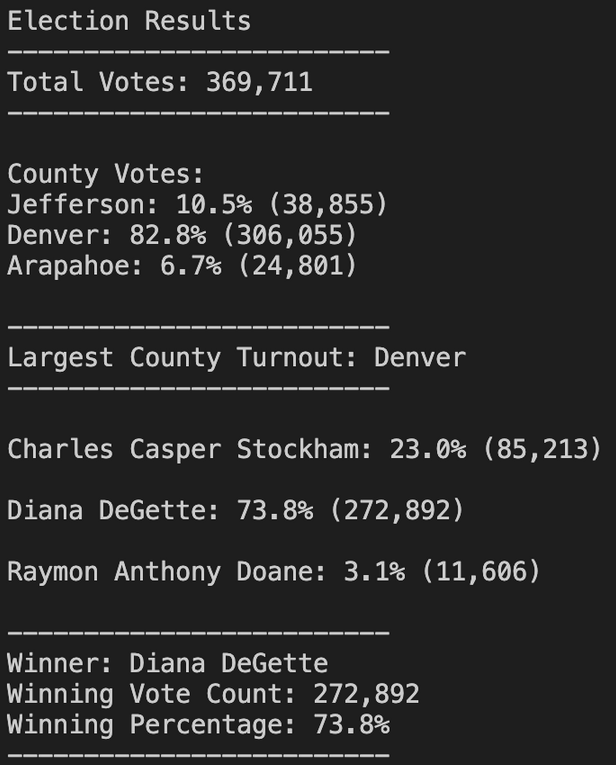 Election Results
-------------------------
Total Votes: 369,711
-------------------------
County Votes:
Jefferson: 10.5% (38,855)
Denver: 82.8% (306,055)
Arapahoe: 6.7% (24,801)
-------------------------
Largest County Turnout: Denver
-------------------------
Charles Casper Stockham: 23.0% (85,213)
Diana DeGette: 73.8% (272,892)
Raymon Anthony Doane: 3.1% (11,606)
-------------------------
Winner: Diana DeGette
Winning Vote Count: 272,892
Winning Percentage: 73.8%
-------------------------